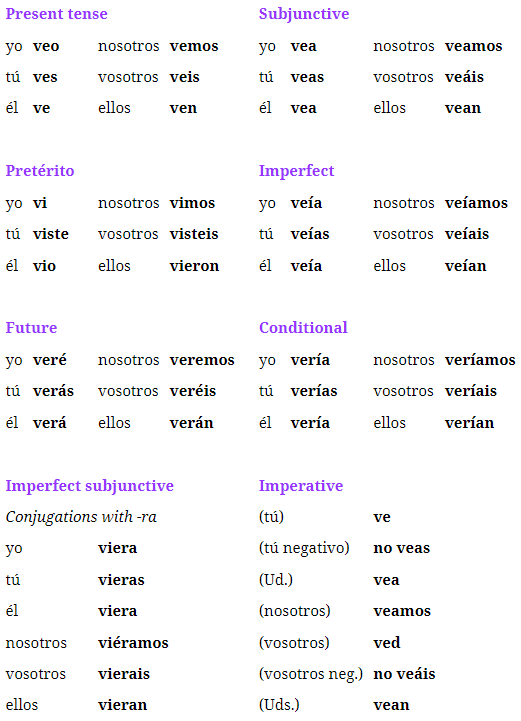 Present tense
yo veo nosotros vemos
tú ves vosotros veis
él ve ellos ven
Subjunctive
yo vea nosotros veamos
tú veas vosotros veáis
él vea ellos vean
Pretérito
yo vi nosotros vimos
tú viste vosotros visteis
él vio ellos vieron
Imperfect
yo veía nosotros veíamos
tú veías vosotros veíais
él veía ellos veían
Future
yo veré nosotros veremos
tú verás vosotros veréis
él verá ellos verán
Conditional
yo vería nosotros veríamos
tú verías vosotros veríais
él vería ellos verían
Imperfect subjunctive
Conjugations with -ra
yo viera
tú vieras
él viera
nosotros viéramos
vosotros vierais
ellos vieran
Imperative
(tú) ve
(tú negativo) no veas
(Ud.) vea
(nosotros) veamos
(vosotros) ved
(vosotros neg.) no veáis
(Uds.) vean